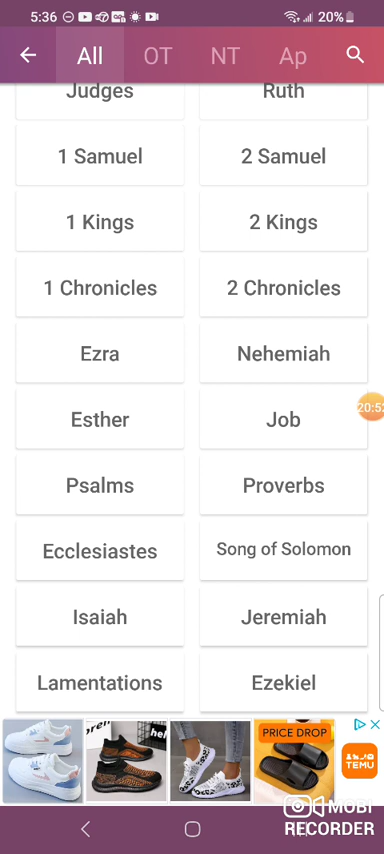 5:36 20%
All OT NT Ap
Judges Ruth
1 Samuel 2 Samuel
1 Kings 2 Kings
1 Chronicles 2 Chronicles
Ezra Nehemiah
Esther Job
20:52
Psalms Proverbs
Ecclesiastes Song of Solomon
Isaiah Jeremiah
Lamentations Ezekiel
PRICE DROP
TEMU
MOBI
RECORDER